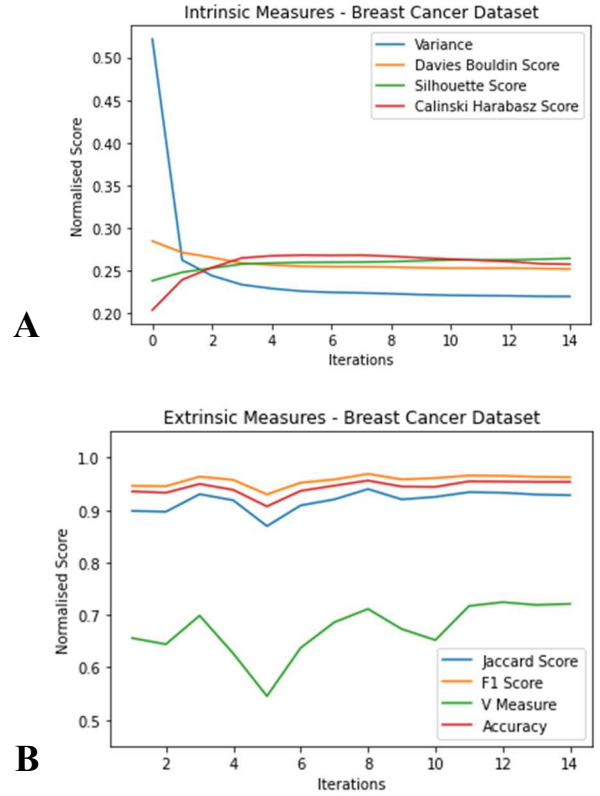 Intrinsic Measures - Breast Cancer Dataset
Variance
Davies Bouldin Score
Silhouette Score
Calinski Harabasz Score
Normalised Score
0.50
0.45
0.40
0.35
0.30
0.25
0.20
0 2 4 6 8 10 12 14
Iterations
A
Extrinsic Measures - Breast Cancer Dataset
Normalised Score
1.0
0.9
0.8
0.7
0.6
0.5
Jaccard Score
F1 Score
V Measure
Accuracy
2 4 6 8 10 12 14
Iterations
B